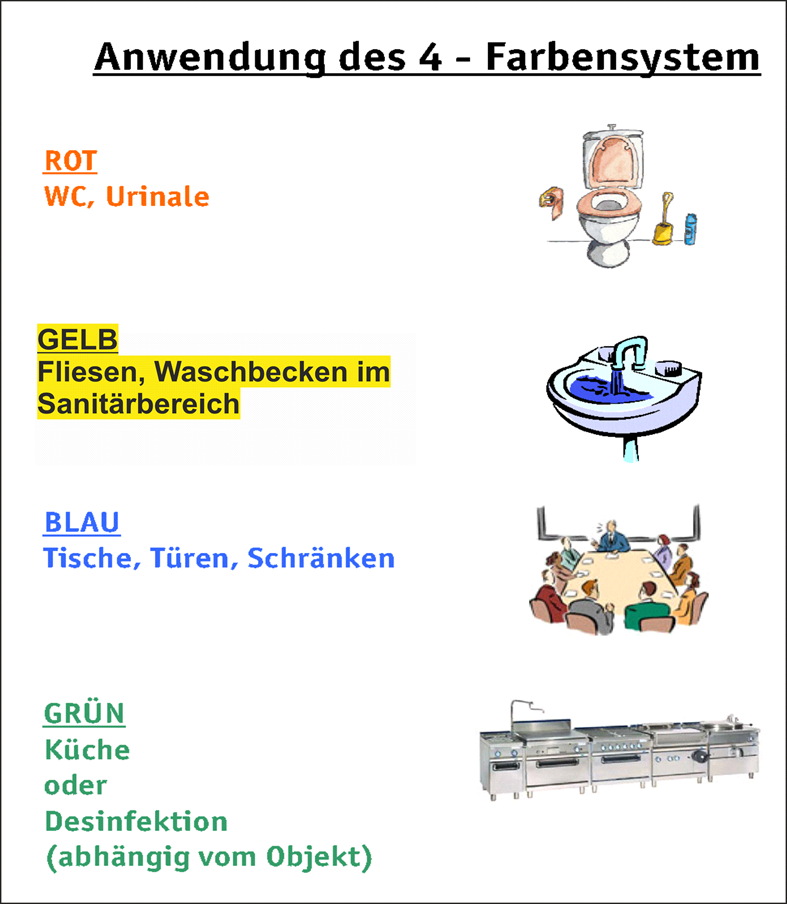 Anwendung des 4 - Farbensystem
ROT
WC, Urinale
GELB
Fliesen, Waschbecken im
Sanitärbereich
BLAU
Tische, Türen, Schränken
GRÜN
Küche
oder
Desinfektion
(abhängig vom Objekt)